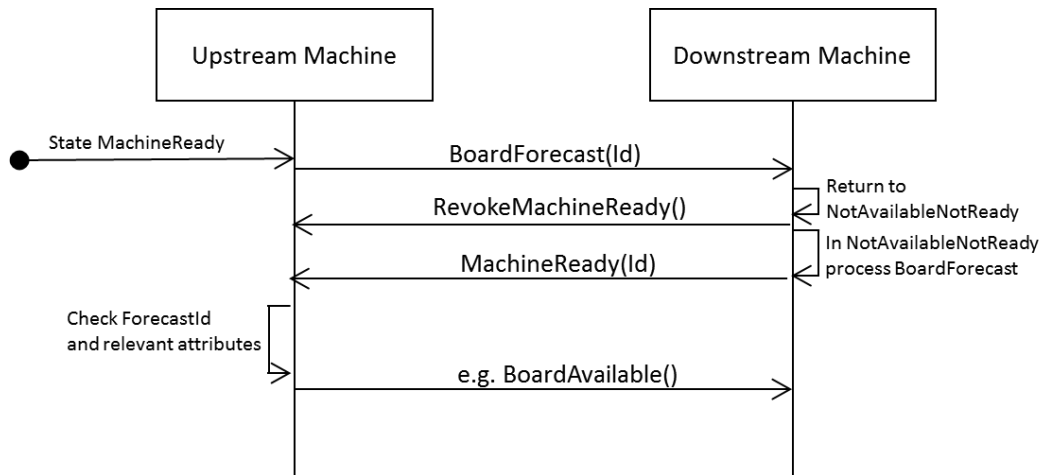 Upstream Machine
Downstream Machine
State MachineReady
BoardForecast(Id)
Return to
NotAvailableNotReady
RevokeMachineReady()
In NotAvailableNotReady
process BoardForecast
MachineReady(Id)
Check ForecastId
and relevant attributes
e.g. BoardAvailable()